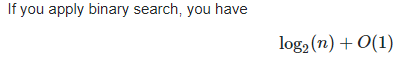 If you apply binary search, you have
log₂(n) + O(1)